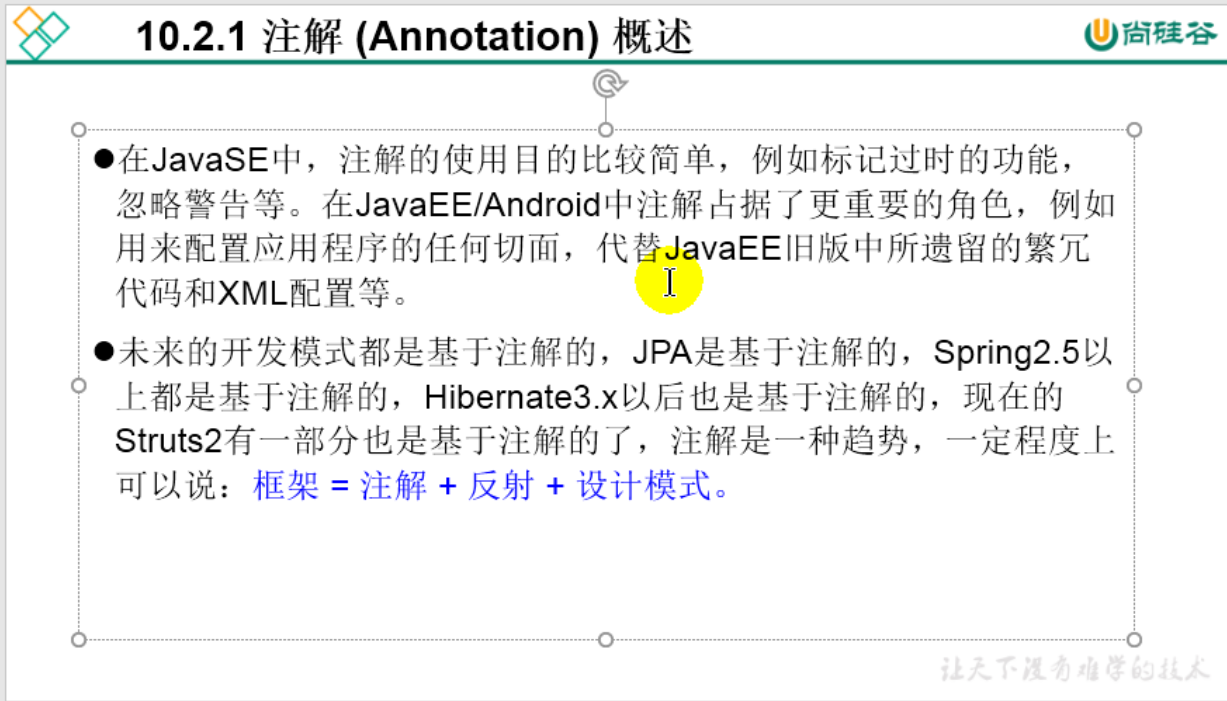 10.2.1 注解 (Annotation) 概述
尚硅谷
●在JavaSE中，注解的使用目的比较简单，例如标记过时的功能，
忽略警告等。在JavaEE/Android中注解占据了更重要的角色，例如
用来配置应用程序的任何切面，代替JavaEE旧版中所遗留的繁冗
代码和XML配置等。
●未来的开发模式都是基于注解的，JPA是基于注解的，Spring2.5以
上都是基于注解的，Hibernate3.x以后也是基于注解的，现在的
Struts2有一部分也是基于注解的了，注解是一种趋势，一定程度上
可以说：框架 = 注解 + 反射 + 设计模式。
让天下没有难学的技术